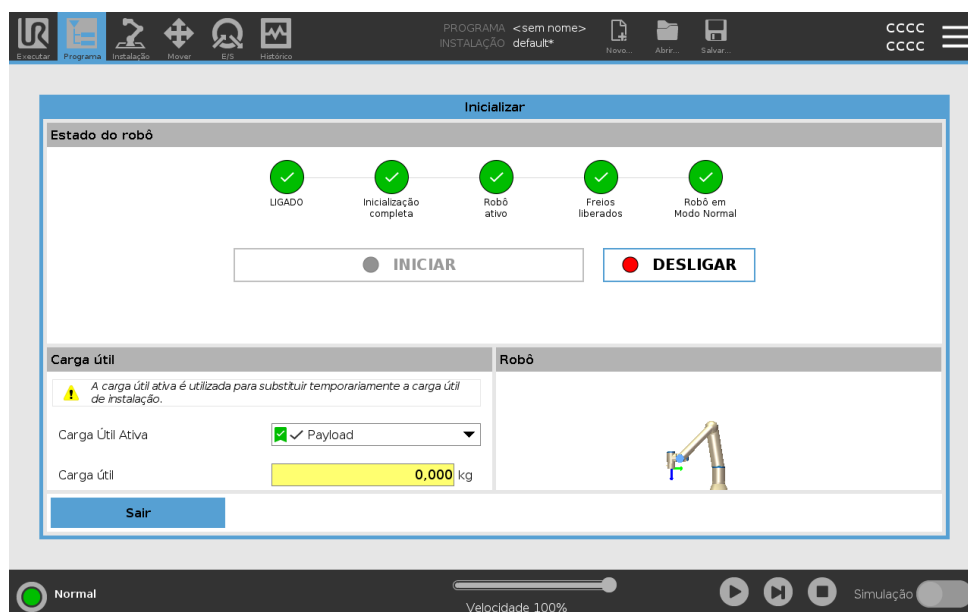 PROGRAMA <sem nome>
INSTALAÇÃO default*
CCCC
CCCC
Executar Programa Instalação Mover E/S Histórico Novo... Abrir... Salvar...
Inicializar
Estado do robô
LIGADO
Inicialização
completa
Robô
ativo
Freios
liberados
Robô em
Modo Normal
INICIAR
DESLIGAR
Carga útil
Robô
A carga útil ativa é utilizada para substituir temporariamente a carga útil
de instalação.
Carga Útil Ativa
Payload
Carga útil
0,000 kg
Sair
Normal
Velocidade 100%
Simulação